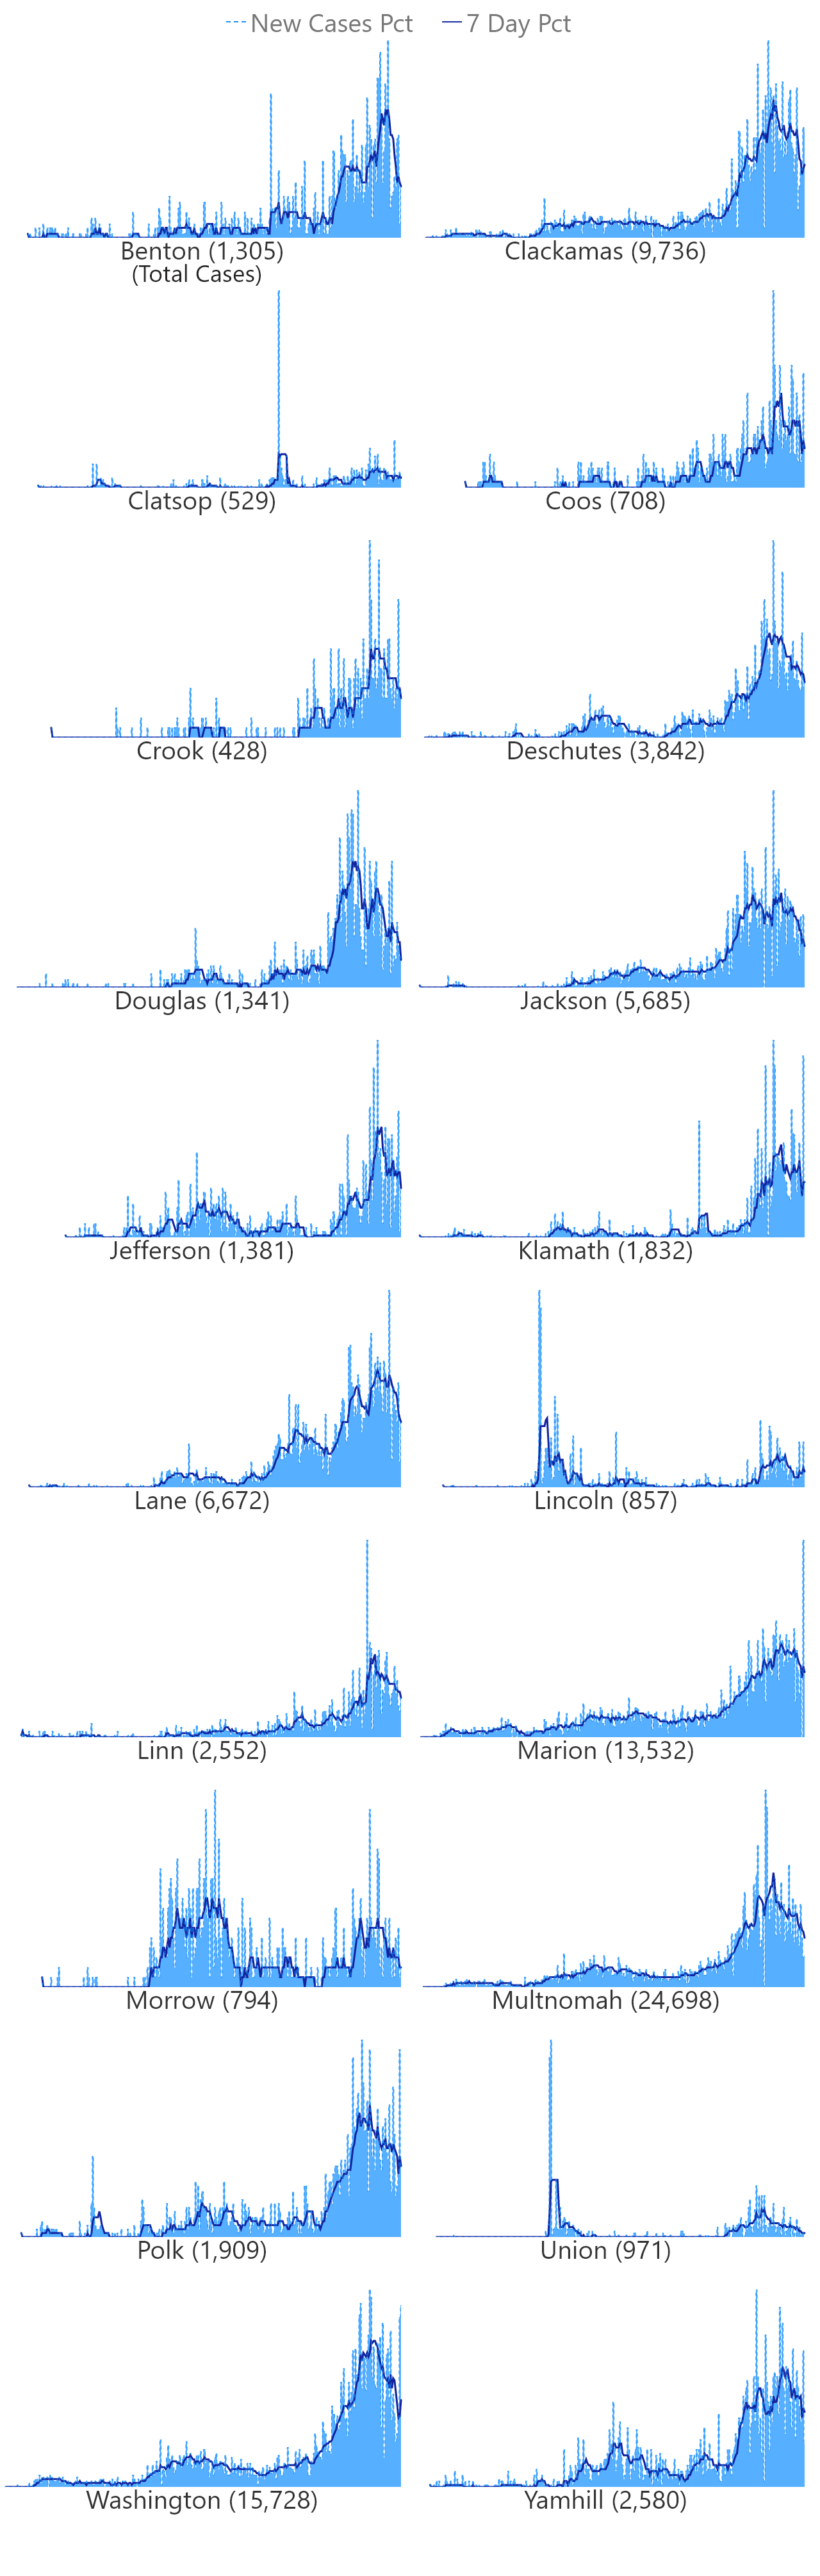 New Cases Pct 7 Day Pct
Benton (1,305) Clackamas (9,736)
(Total Cases)
Clatsop (529) Coos (708)
Crook (428) Deschutes (3,842)
Douglas (1,341) Jackson (5,685)
Jefferson (1,381) Klamath (1,832)
Lane (6,672) Lincoln (857)
Linn (2,552) Marion (13,532)
Morrow (794) Multnomah (24,698)
Polk (1,909) Union (971)
Washington (15,728) Yamhill (2,580)